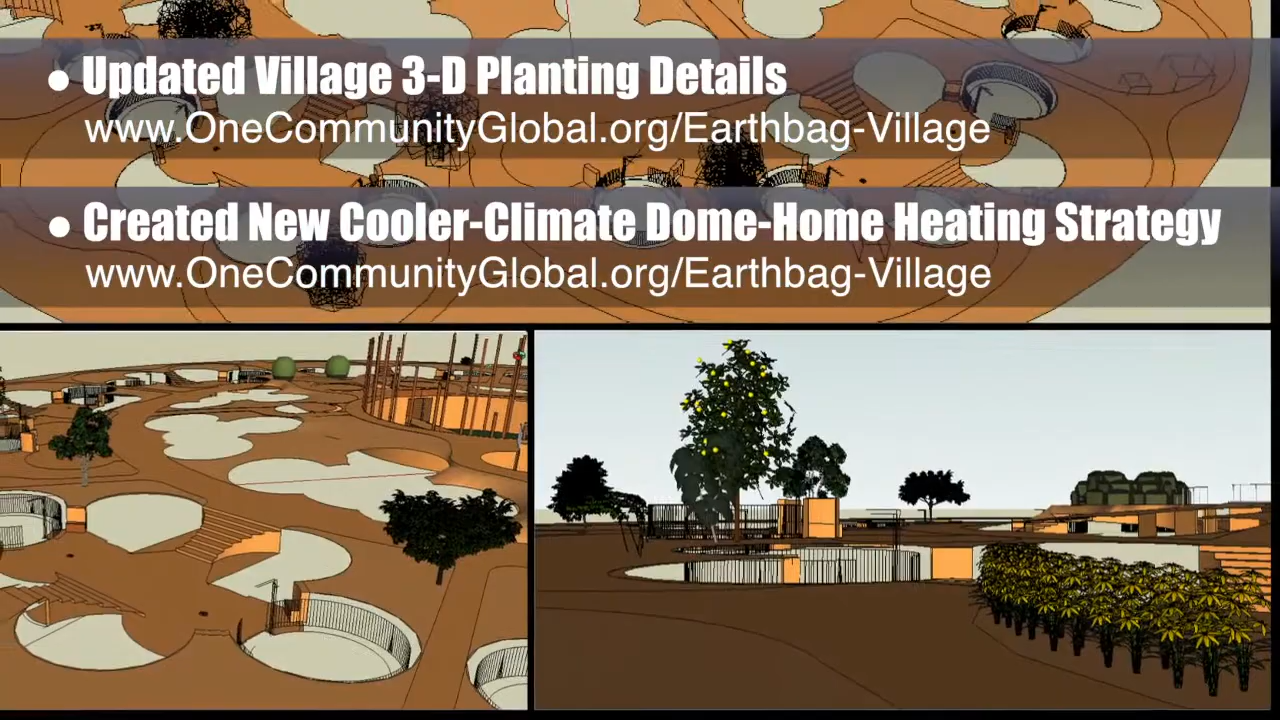 ● Updated Village 3-D Planting Details
www.OneCommunityGlobal.org/Earthbag-Village
● Created New Cooler-Climate Dome-Home Heating Strategy
www.OneCommunityGlobal.org/Earthbag-Village